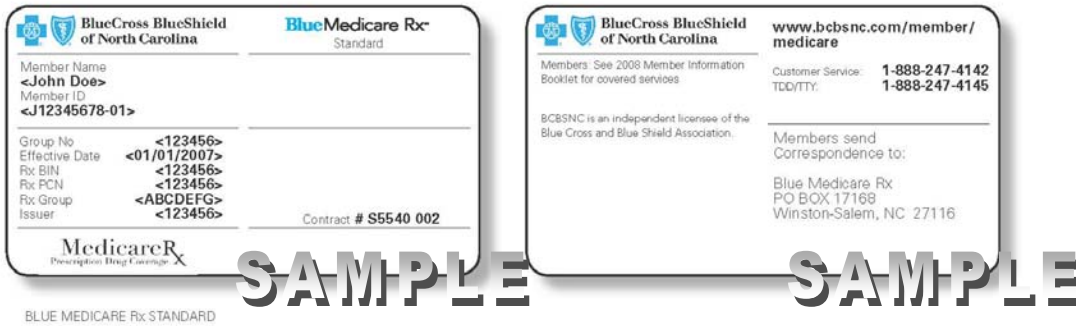 BlueCross BlueShield
of North Carolina
BlueMedicare Rx℠
Standard
Member Name
<John Doe>
Member ID
<J12345678-01>
Group No <123456>
Effective Date <01/01/2007>
Rx BIN <123456>
Rx PCN <123456>
Rx Group <ABCDEFG>
Issuer <123456>
Contract # S5540 002
MedicareRx
Prescription Drug Coverage
SAMPLE
BLUE MEDICARE Rx STANDARD
BlueCross BlueShield
of North Carolina
Members: See 2008 Member Information
Booklet for covered services
BCBSNC is an independent licensee of the
Blue Cross and Blue Shield Association.
www.bcbsnc.com/member/
medicare
Customer Service: 1-888-247-4142
TDD/TTY: 1-888-247-4145
Members send
Correspondence to:
Blue Medicare Rx
PO BOX 17168
Winston-Salem, NC 27116
SAMPLE